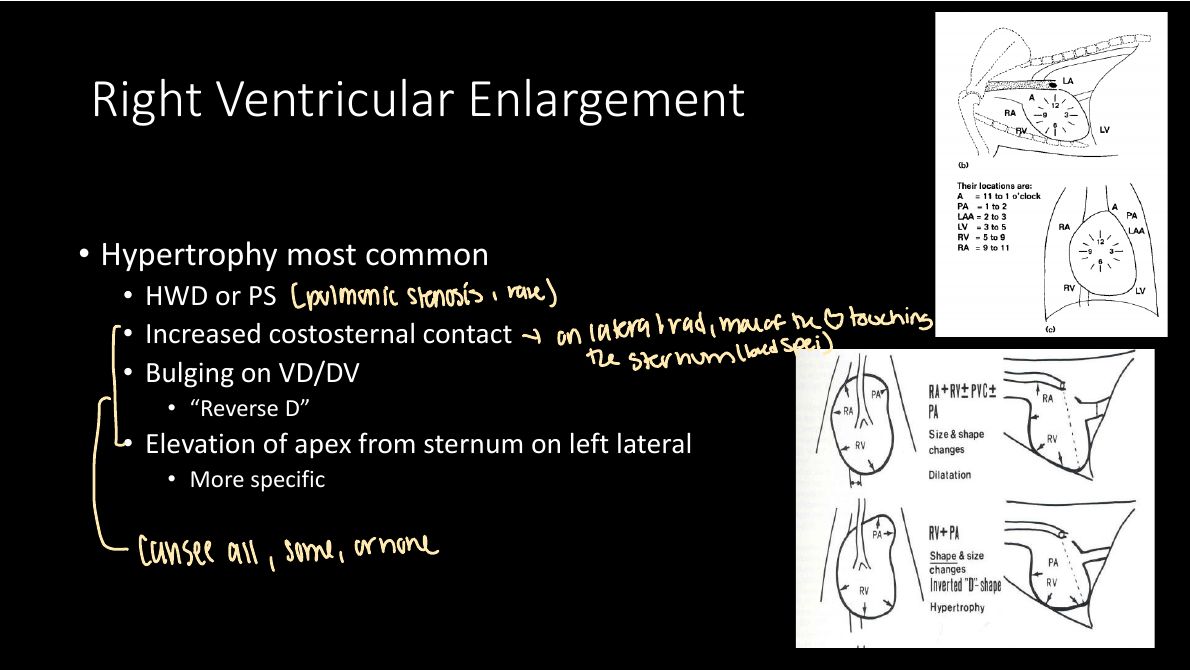 Right Ventricular Enlargement
• Hypertrophy most common
• HWD or PS (pulmonic stenosis, rare)
• Increased costosternal contact → on lateral rad, more of the ♡ touching
the sternum (bad spei)
• Bulging on VD/DV
• "Reverse D"
• Elevation of apex from sternum on left lateral
• More specific
Can see all, some, or none
LA
A
12
RA
9
3
RV
6
LV
(b)
Their locations are:
A = 11 to 1 o'clock
PA = 1 to 2
LAA = 2 to 3
LV = 3 to 5
RV = 5 to 9
RA = 9 to 11
A
PA
RA
LAA
12
9
3
6
RV
LV
(c)
PA
RA
RV
RA+RV±PVC±
PA
Size & shape
changes
Dilatation
RA
RV
PA
RV
RV+PA
Shape & size
changes
Inverted "D"-shape
Hypertrophy
PA
RV